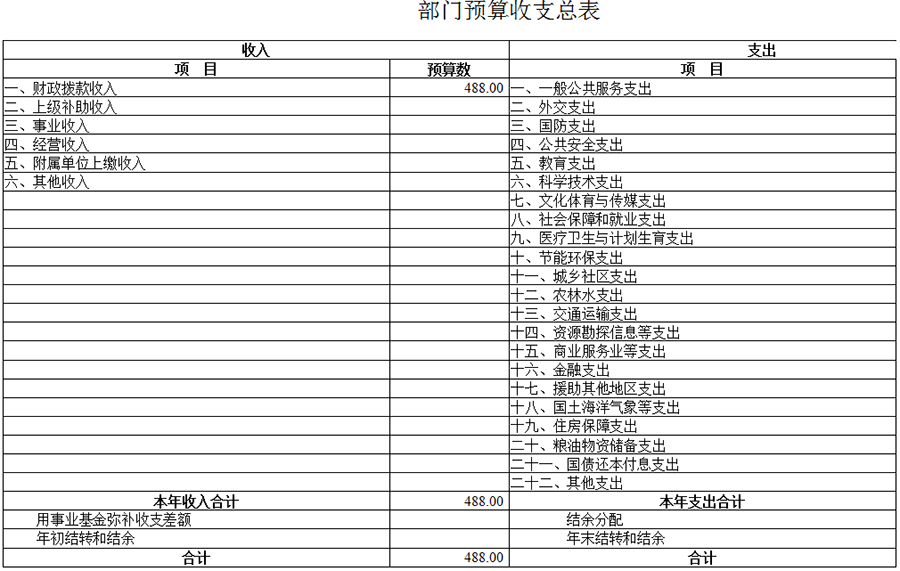 部门预算收支总表
收入 支出
项 目 预算数 项 目
一、财政拨款收入 488.00 一、一般公共服务支出
二、上级补助收入 二、外交支出
三、事业收入 三、国防支出
四、经营收入 四、公共安全支出
五、附属单位上缴收入 五、教育支出
六、其他收入 六、科学技术支出
七、文化体育与传媒支出
八、社会保障和就业支出
九、医疗卫生与计划生育支出
十、节能环保支出
十一、城乡社区支出
十二、农林水支出
十三、交通运输支出
十四、资源勘探信息等支出
十五、商业服务业等支出
十六、金融支出
十七、援助其他地区支出
十八、国土海洋气象等支出
十九、住房保障支出
二十、粮油物资储备支出
二十一、国债还本付息支出
二十二、其他支出
本年收入合计 488.00 本年支出合计
用事业基金弥补收支差额 结余分配
年初结转和结余 年末结转和结余
合计 488.00 合计